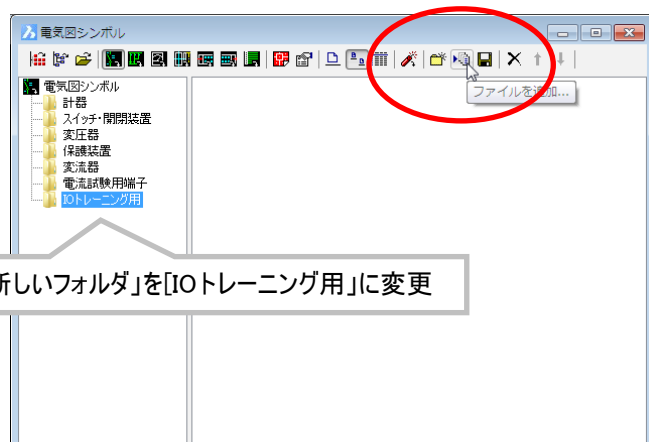 電気図シンボル
電気図シンボル
計器
スイッチ・開閉装置
変圧器
保護装置
変流器
電流試験用端子
IOトレーニング用
ファイルを追加...
新しいフォルダ」を[IOトレーニング用」に変更